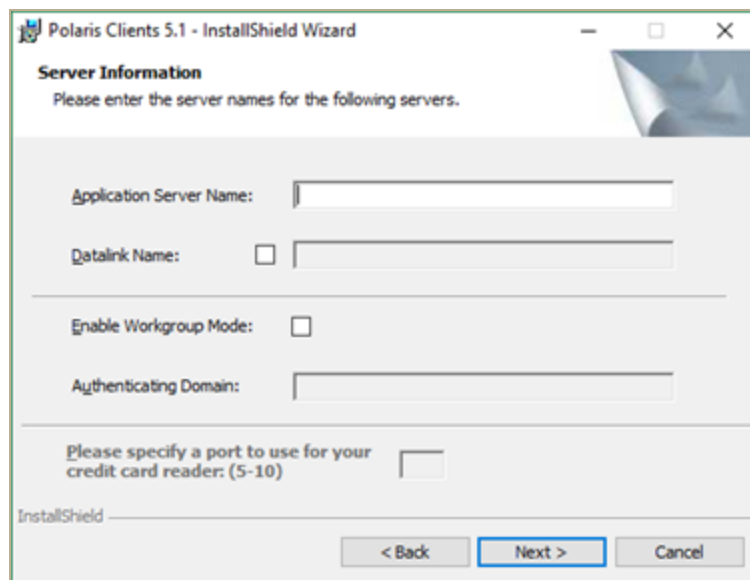 Polaris Clients 5.1 - InstallShield Wizard
Server Information
Please enter the server names for the following servers.
Application Server Name:
Datalink Name:
Enable Workgroup Mode:
Authenticating Domain:
Please specify a port to use for your
credit card reader: (5-10)
InstallShield
< Back Next > Cancel